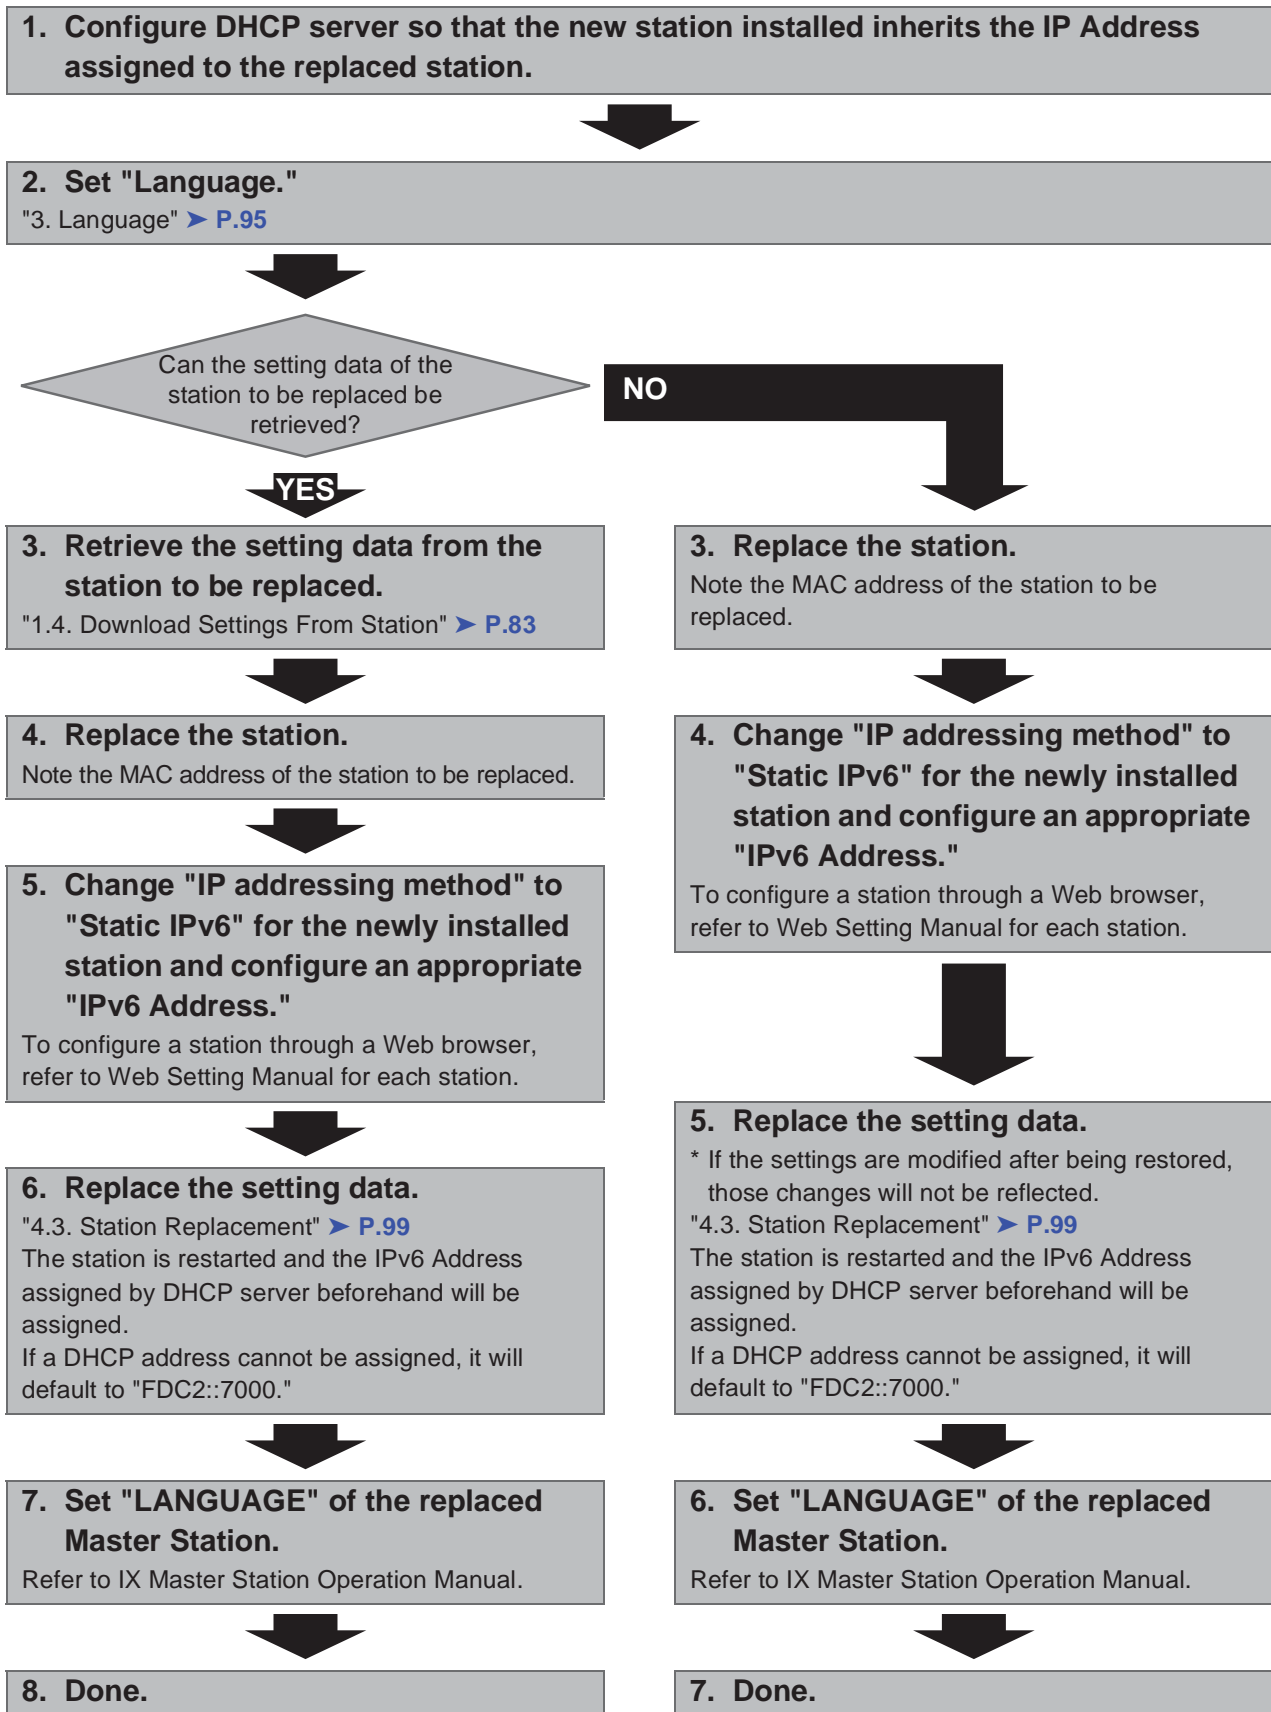 1. Configure DHCP server so that the new station installed inherits the IP Address
assigned to the replaced station.
2. Set "Language."
"3. Language" ➤ P.95
Can the setting data of the
station to be replaced be
retrieved?
NO
YES
3. Retrieve the setting data from the
station to be replaced.
"1.4. Download Settings From Station" ➤ P.83
4. Replace the station.
Note the MAC address of the station to be replaced.
5. Change "IP addressing method" to
"Static IPv6" for the newly installed
station and configure an appropriate
"IPv6 Address."
To configure a station through a Web browser,
refer to Web Setting Manual for each station.
6. Replace the setting data.
"4.3. Station Replacement" ➤ P.99
The station is restarted and the IPv6 Address
assigned by DHCP server beforehand will be
assigned.
If a DHCP address cannot be assigned, it will
default to "FDC2::7000."
7. Set "LANGUAGE" of the replaced
Master Station.
Refer to IX Master Station Operation Manual.
8. Done.
3. Replace the station.
Note the MAC address of the station to be
replaced.
4. Change "IP addressing method" to
"Static IPv6" for the newly installed
station and configure an appropriate
"IPv6 Address."
To configure a station through a Web browser,
refer to Web Setting Manual for each station.
5. Replace the setting data.
* If the settings are modified after being restored,
those changes will not be reflected.
"4.3. Station Replacement" ➤ P.99
The station is restarted and the IPv6 Address
assigned by DHCP server beforehand will be
assigned.
If a DHCP address cannot be assigned, it will
default to "FDC2::7000."
6. Set "LANGUAGE" of the replaced
Master Station.
Refer to IX Master Station Operation Manual.
7. Done.